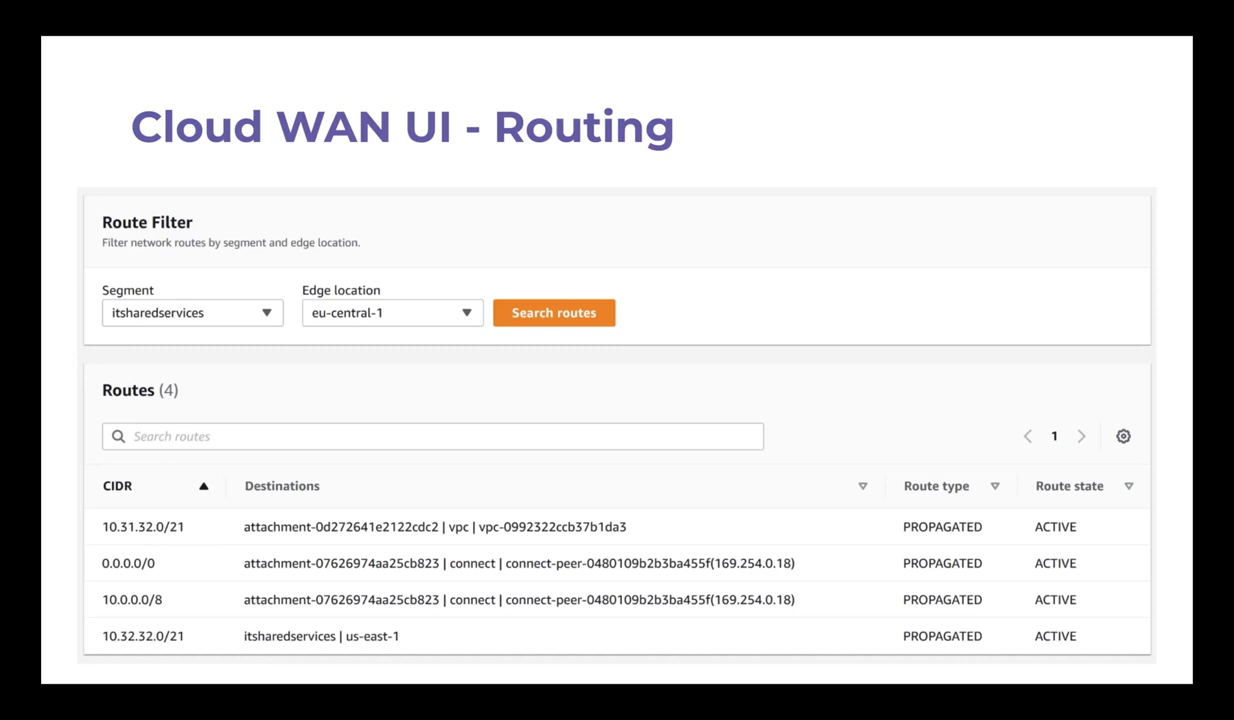 Cloud WAN UI - Routing
Route Filter
Filter network routes by segment and edge location.
Segment Edge location
itsharedservices eu-central-1 Search routes
Routes (4)
Search routes 1
CIDR Destinations Route type Route state
10.31.32.0/21 attachment-0d272641e2122cdc2 | vpc | vpc-0992322ccb37b1da3 PROPAGATED ACTIVE
0.0.0.0/0 attachment-07626974aa25cb823 | connect | connect-peer-0480109b2b3ba455f(169.254.0.18) PROPAGATED ACTIVE
10.0.0.0/8 attachment-07626974aa25cb823 | connect | connect-peer-0480109b2b3ba455f(169.254.0.18) PROPAGATED ACTIVE
10.32.32.0/21 itsharedservices | us-east-1 PROPAGATED ACTIVE